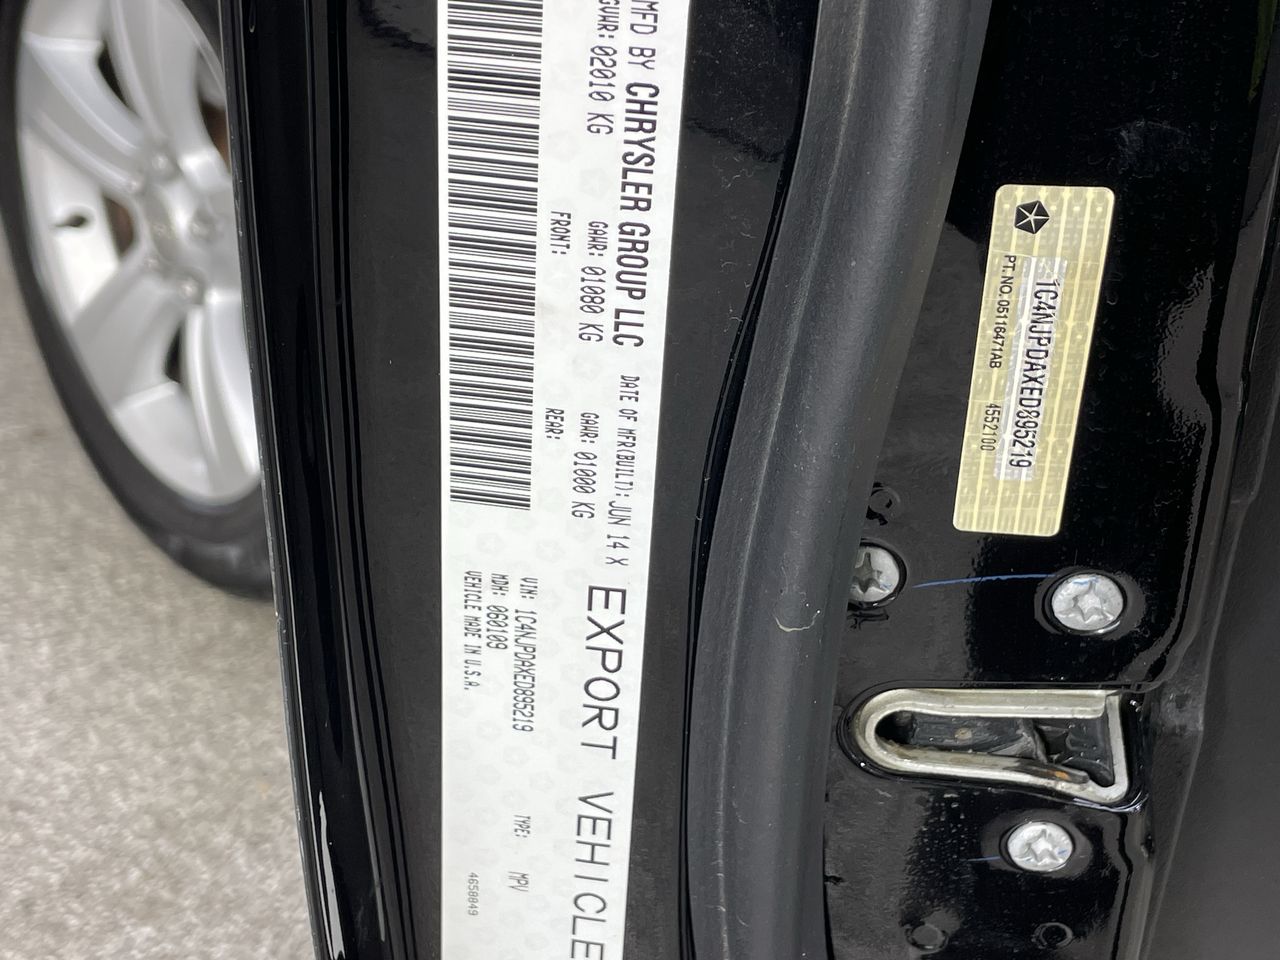 MFD BY CHRYSLER GROUP LLC
DATE OF MFR(BUILT): JUN 14 X
EXPORT VEHICLE
GVWR: 02010 KG
GAWR: 01080 KG
FRONT:
GAWR: 01000 KG
REAR:
VIN: 1C4NJPDAXED895219
TYPE: MPV
MDH: 060109
VEHICLE MADE IN U.S.A.
4658849
1C4NJPDAXED895219
PT. NO. 05116471AB 4552100